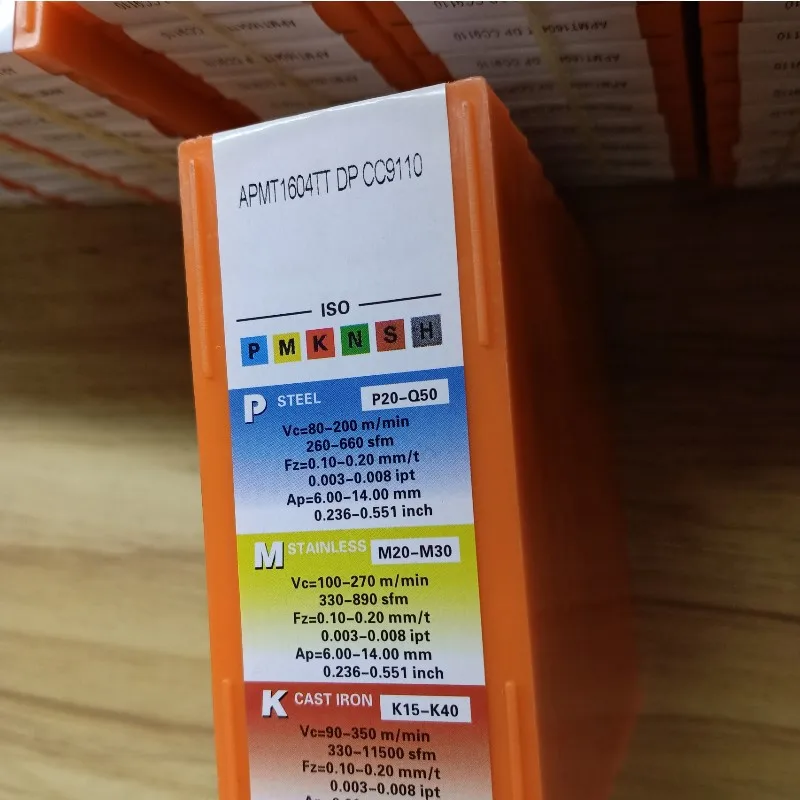 APMT1604TT DP CC9110
ISO
P M K N S H
P STEEL P20-Q50
Vc=80-200 m/min
260-660 sfm
Fz=0.10-0.20 mm/t
0.003-0.008 ipt
Ap=6.00-14.00 mm
0.236-0.551 inch
M STAINLESS M20-M30
Vc=100-270 m/min
330-890 sfm
Fz=0.10-0.20 mm/t
0.003-0.008 ipt
Ap=6.00-14.00 mm
0.236-0.551 inch
K CAST IRON K15-K40
Vc=90-350 m/min
330-11500 sfm
Fz=0.10-0.20 mm/t
0.003-0.008 ipt